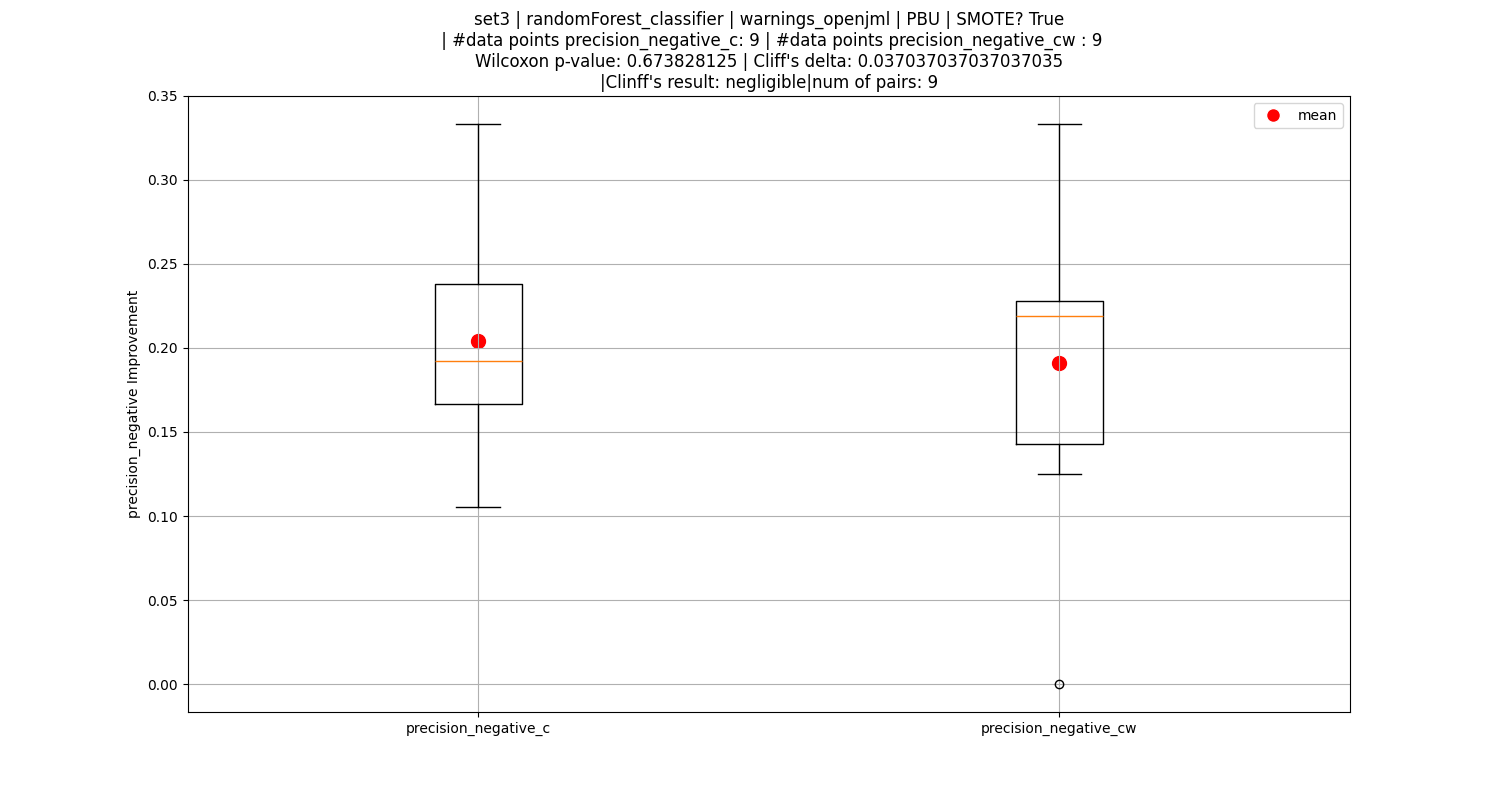 set3 | randomForest_classifier | warnings_openjml | PBU | SMOTE? True
| #data points precision_negative_c: 9 | #data points precision_negative_cw : 9
Wilcoxon p-value: 0.673828125 | Cliff's delta: 0.037037037037037035
|Clinff's result: negligible|num of pairs: 9
mean
precision_negative Improvement
0.35
0.30
0.25
0.20
0.15
0.10
0.05
0.00
precision_negative_c
precision_negative_cw